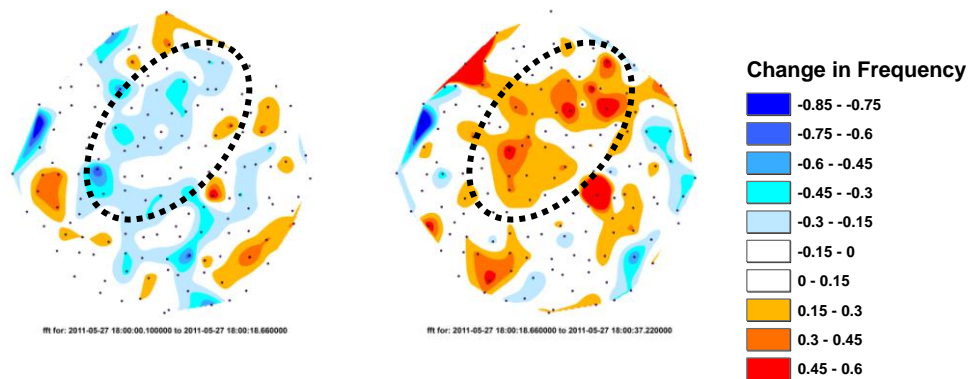 Change in Frequency
-0.85 - -0.75
-0.75 - -0.6
-0.6 - -0.45
-0.45 - -0.3
-0.3 - -0.15
-0.15 - 0
0 - 0.15
0.15 - 0.3
0.3 - 0.45
0.45 - 0.6
fft for: 2011-05-27 18:00:00.100000 to 2011-05-27 18:00:18.660000
fft for: 2011-05-27 18:00:18.660000 to 2011-05-27 18:00:37.220000